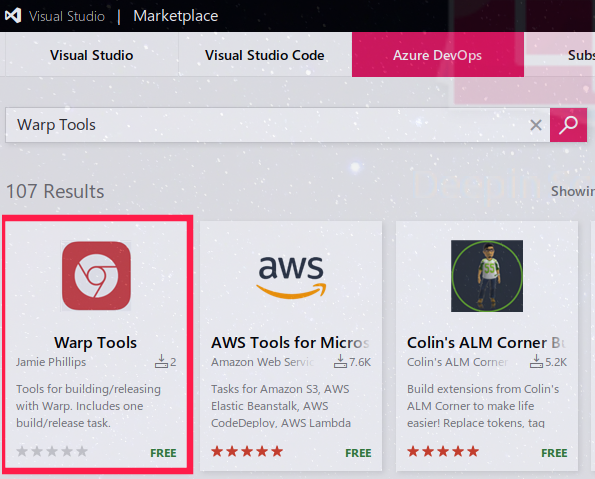 Visual Studio | Marketplace
Visual Studio
Visual Studio Code
Azure DevOps
Subs
Warp Tools
107 Results
Showin
Warp Tools
Jamie Phillips
2
Tools for building/releasing
with Warp. Includes one
build/release task.
FREE
aws
AWS Tools for Micros
Amazon Web Servic
7.6K
Tasks for Amazon S3, AWS
Elastic Beanstalk, AWS
CodeDeploy, AWS Lambda
FREE
Colin's ALM Corner Bu
Colin's ALM Corner
5.2K
Build extensions from Colin's
ALM Corner to make life
easier! Replace tokens, tag
FREE